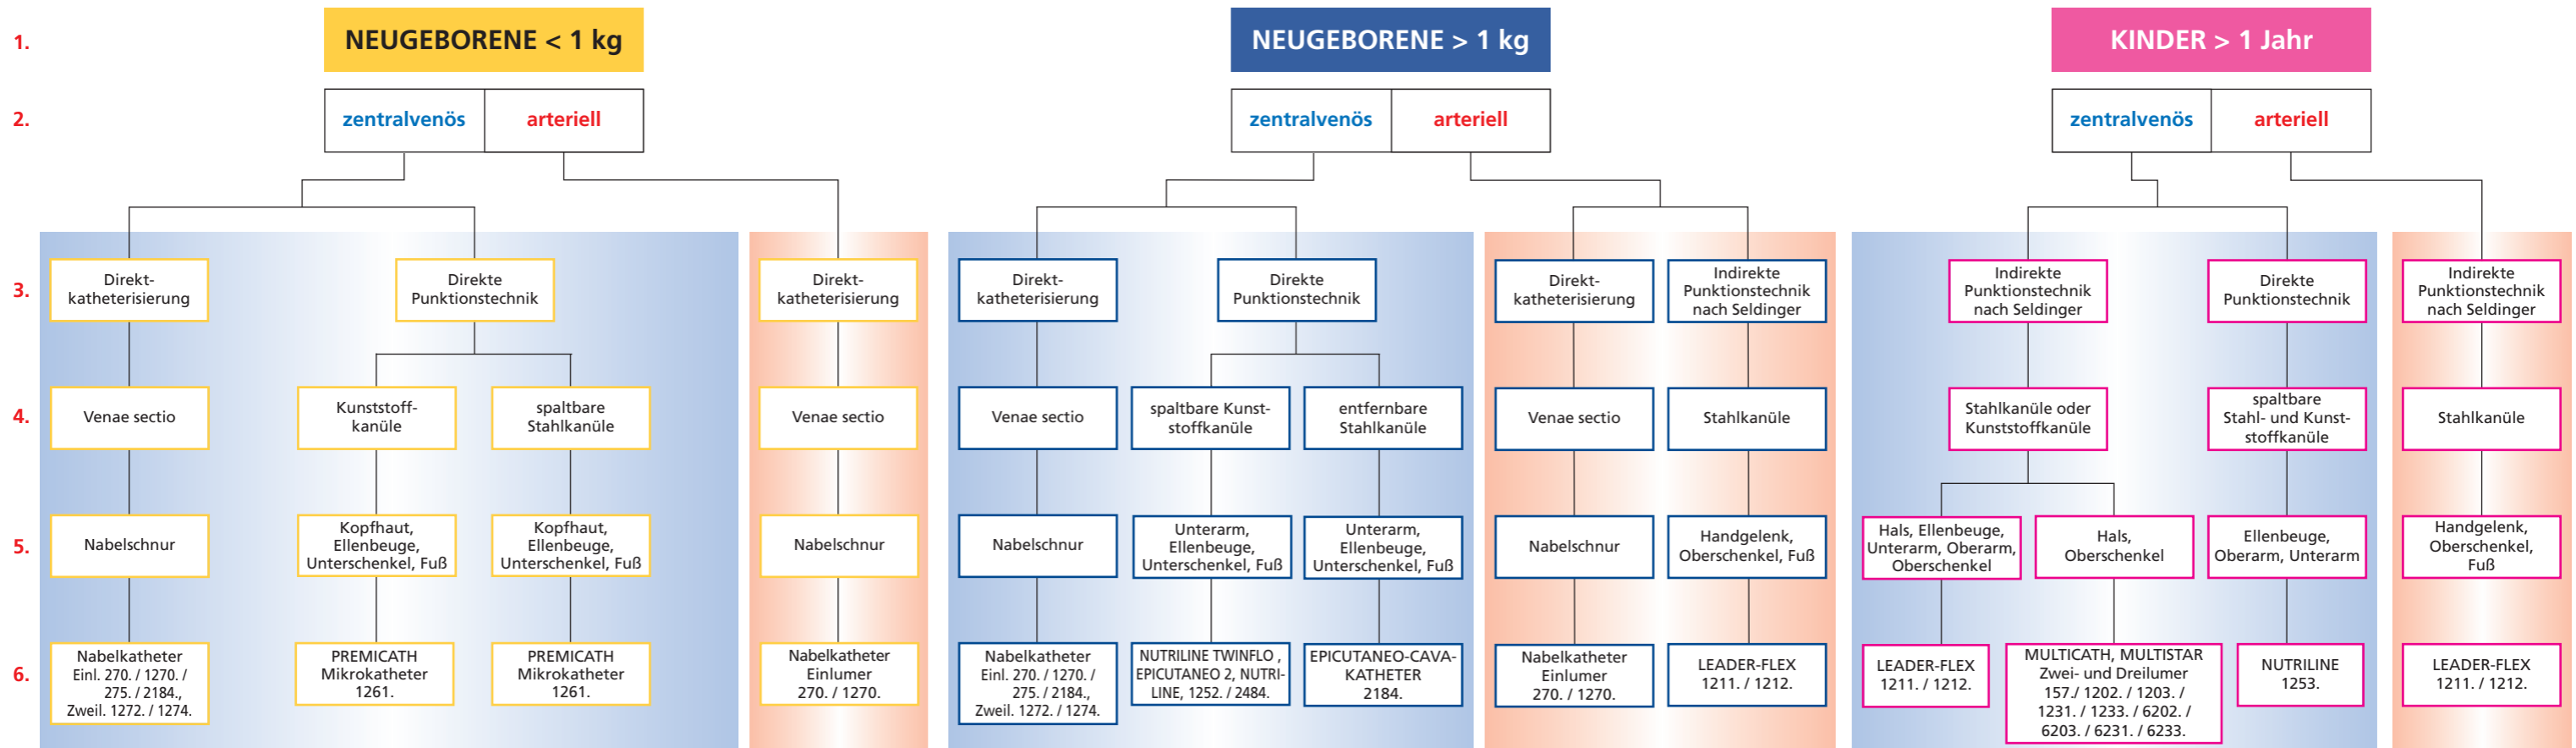 1.
NEUGEBORENE < 1 kg
NEUGEBORENE > 1 kg
KINDER > 1 Jahr
2.
zentralvenös
arteriell
zentralvenös
arteriell
zentralvenös
arteriell
3.
Direkt-
katheterisierung
Direkte
Punktionstechnik
Direkt-
katheterisierung
Direkt-
katheterisierung
Direkte
Punktionstechnik
Direkt-
katheterisierung
Indirekte
Punktionstechnik
nach Seldinger
Indirekte
Punktionstechnik
nach Seldinger
Direkte
Punktionstechnik
Indirekte
Punktionstechnik
nach Seldinger
4.
Venae sectio
Kunststoff-
kanüle
spaltbare
Stahlkanüle
Venae sectio
Venae sectio
spaltbare Kunst-
stoffkanüle
entfernbare
Stahlkanüle
Venae sectio
Stahlkanüle
Stahlkanüle oder
Kunststoffkanüle
spaltbare
Stahl- und Kunst-
stoffkanüle
Stahlkanüle
5.
Nabelschnur
Kopfhaut,
Ellenbeuge,
Unterschenkel, Fuß
Kopfhaut,
Ellenbeuge,
Unterschenkel, Fuß
Nabelschnur
Nabelschnur
Unterarm,
Ellenbeuge,
Unterschenkel, Fuß
Unterarm,
Ellenbeuge,
Unterschenkel, Fuß
Nabelschnur
Handgelenk,
Oberschenkel, Fuß
Hals, Ellenbeuge,
Unterarm, Oberarm,
Oberschenkel
Hals,
Oberschenkel
Ellenbeuge,
Oberarm, Unterarm
Handgelenk,
Oberschenkel,
Fuß
6.
Nabelkatheter
Einl. 270. / 1270. /
275. / 2184.,
Zweil. 1272. / 1274.
PREMICATH
Mikrokatheter
1261.
PREMICATH
Mikrokatheter
1261.
Nabelkatheter
Einlumer
270. / 1270.
Nabelkatheter
Einl. 270. / 1270. /
275. / 2184.,
Zweil. 1272. / 1274.
NUTRILINE TWINFLO ,
EPICUTANEO 2, NUTRI-
LINE, 1252. / 2484.
EPICUTANEO-CAVA-
KATHETER
2184.
Nabelkatheter
Einlumer
270. / 1270.
LEADER-FLEX
1211. / 1212.
LEADER-FLEX
1211. / 1212.
MULTICATH, MULTISTAR
Zwei- und Dreilumer
157./ 1202. / 1203. /
1231. / 1233. / 6202. /
6203. / 6231. / 6233.
NUTRILINE
1253.
LEADER-FLEX
1211. / 1212.